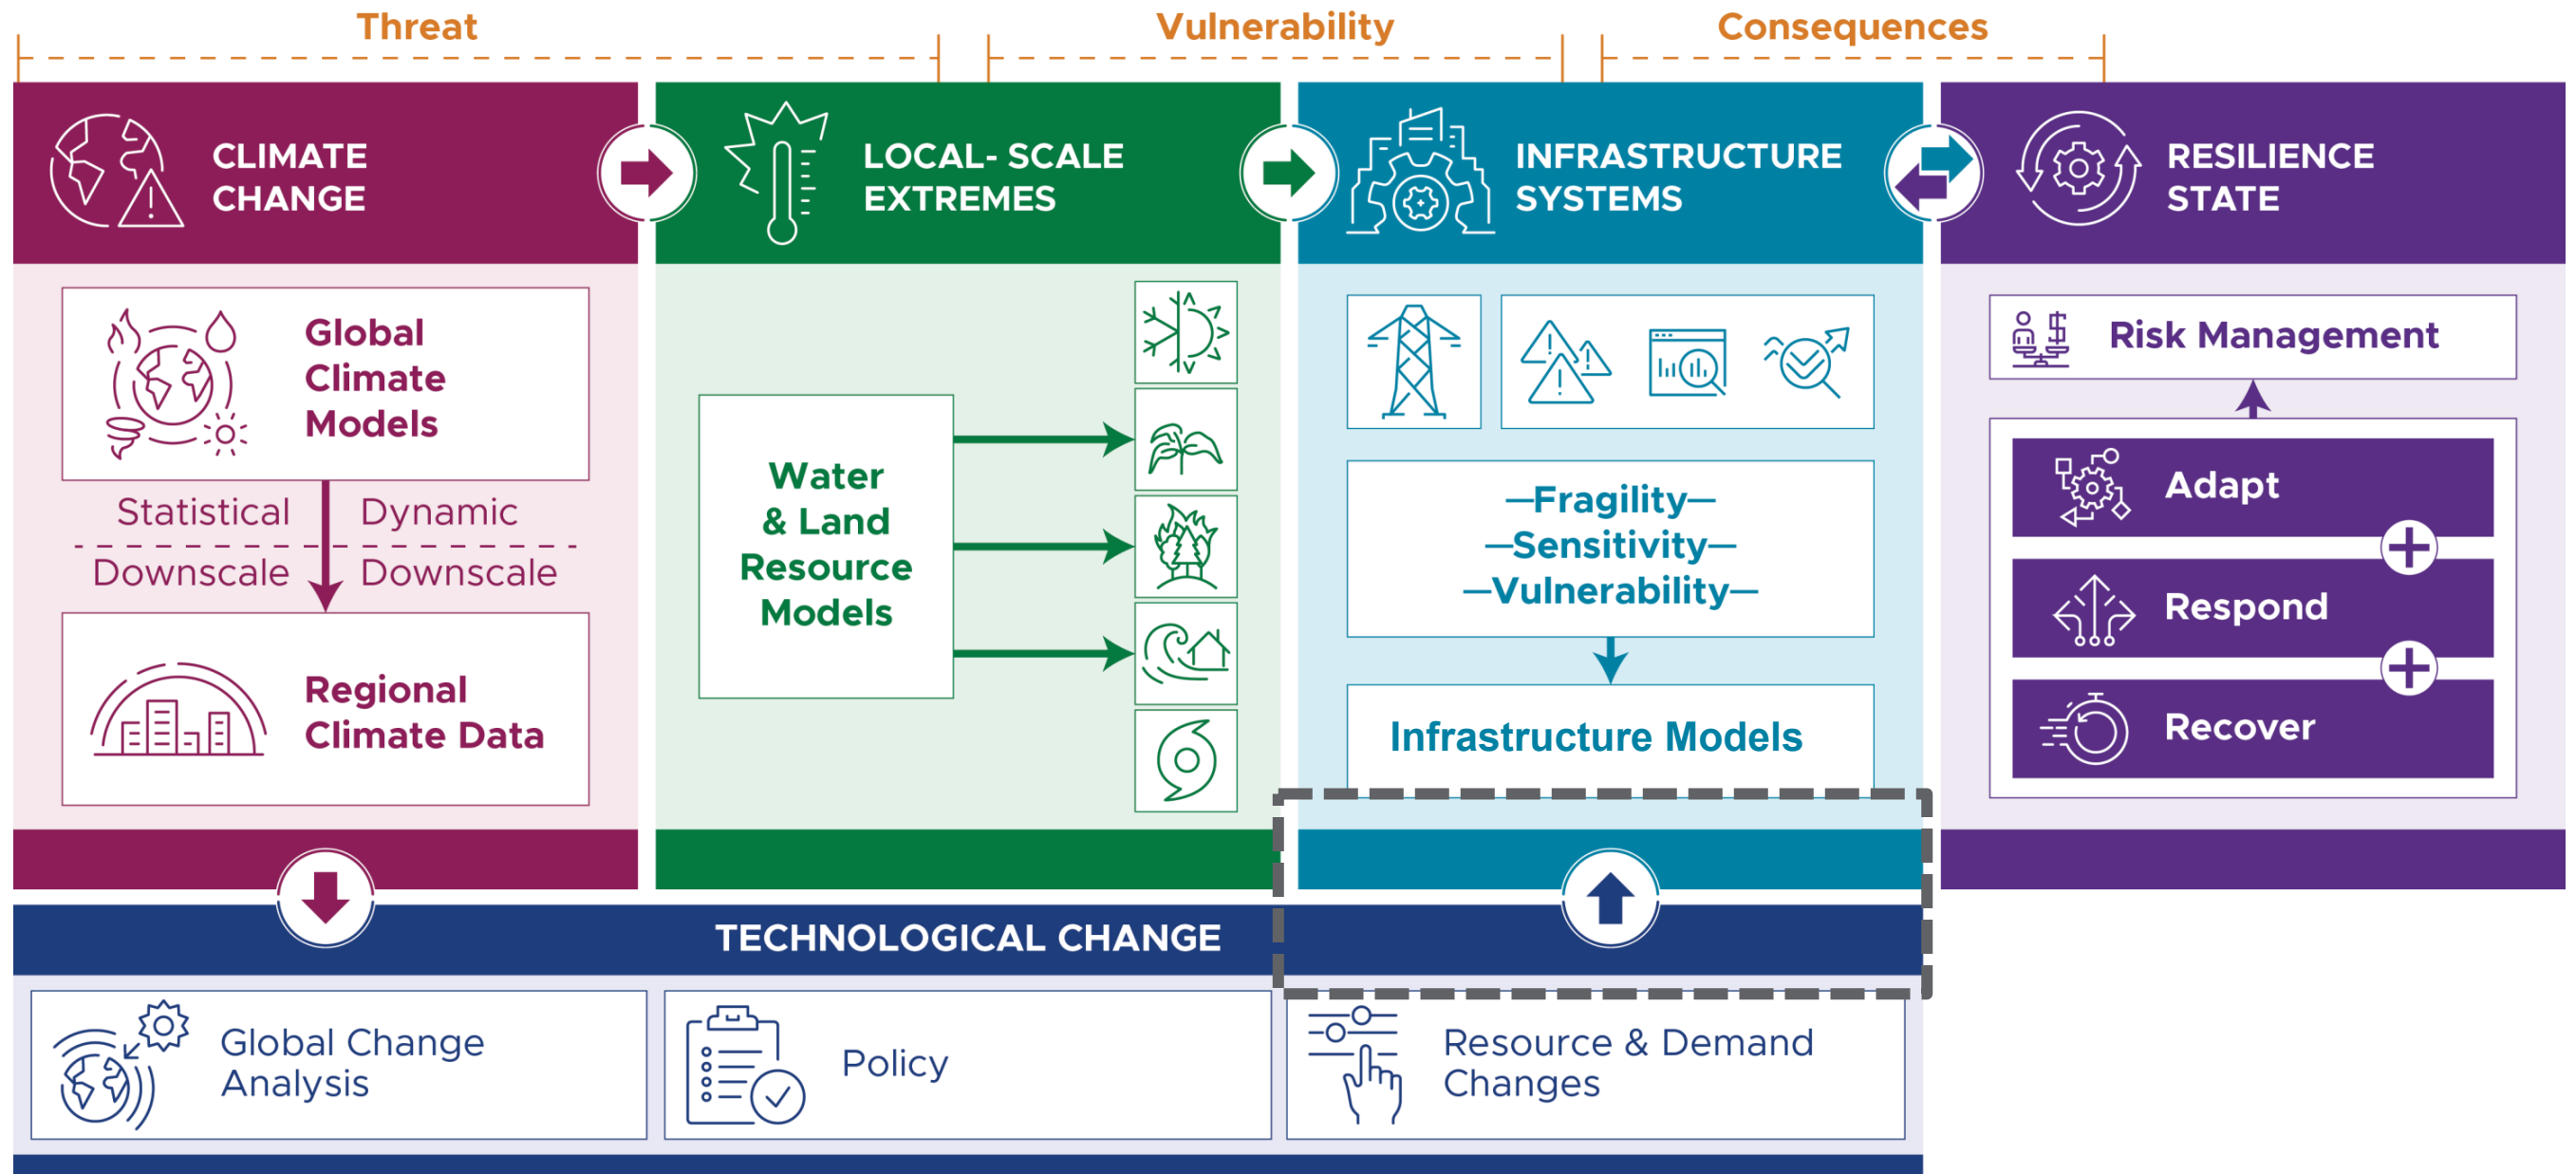 Threat
Vulnerability
Consequences
CLIMATE
CHANGE
LOCAL- SCALE
EXTREMES
INFRASTRUCTURE
SYSTEMS
RESILIENCE
STATE
Global
Climate
Models
Statistical
Dynamic
Downscale
Downscale
Regional
Climate Data
Water
& Land
Resource
Models
—Fragility—
—Sensitivity—
—Vulnerability—
Infrastructure Models
Risk Management
Adapt
Respond
Recover
TECHNOLOGICAL CHANGE
Global Change
Analysis
Policy
Resource & Demand
Changes